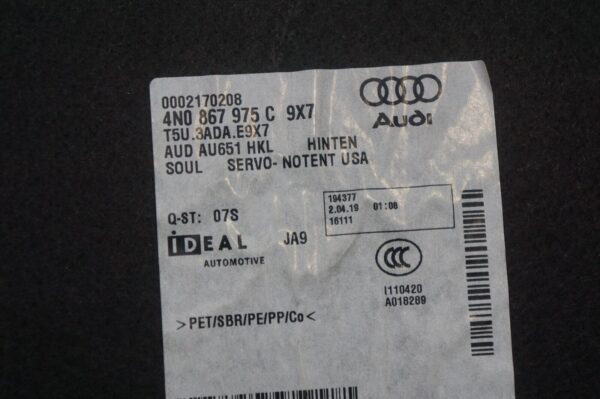 0002170208
4N0 867 975 C 9X7
T5U.3ADA.E9X7
AUD AU651 HKL HINTEN
SOUL SERVO- NOTENT USA
Audi
Q-ST: 07S
194377
2.04.19 01:08
16111
iDEAL
AUTOMOTIVE
JA9
CCC
I110420
A018289
>PET/SBR/PE/PP/Co<